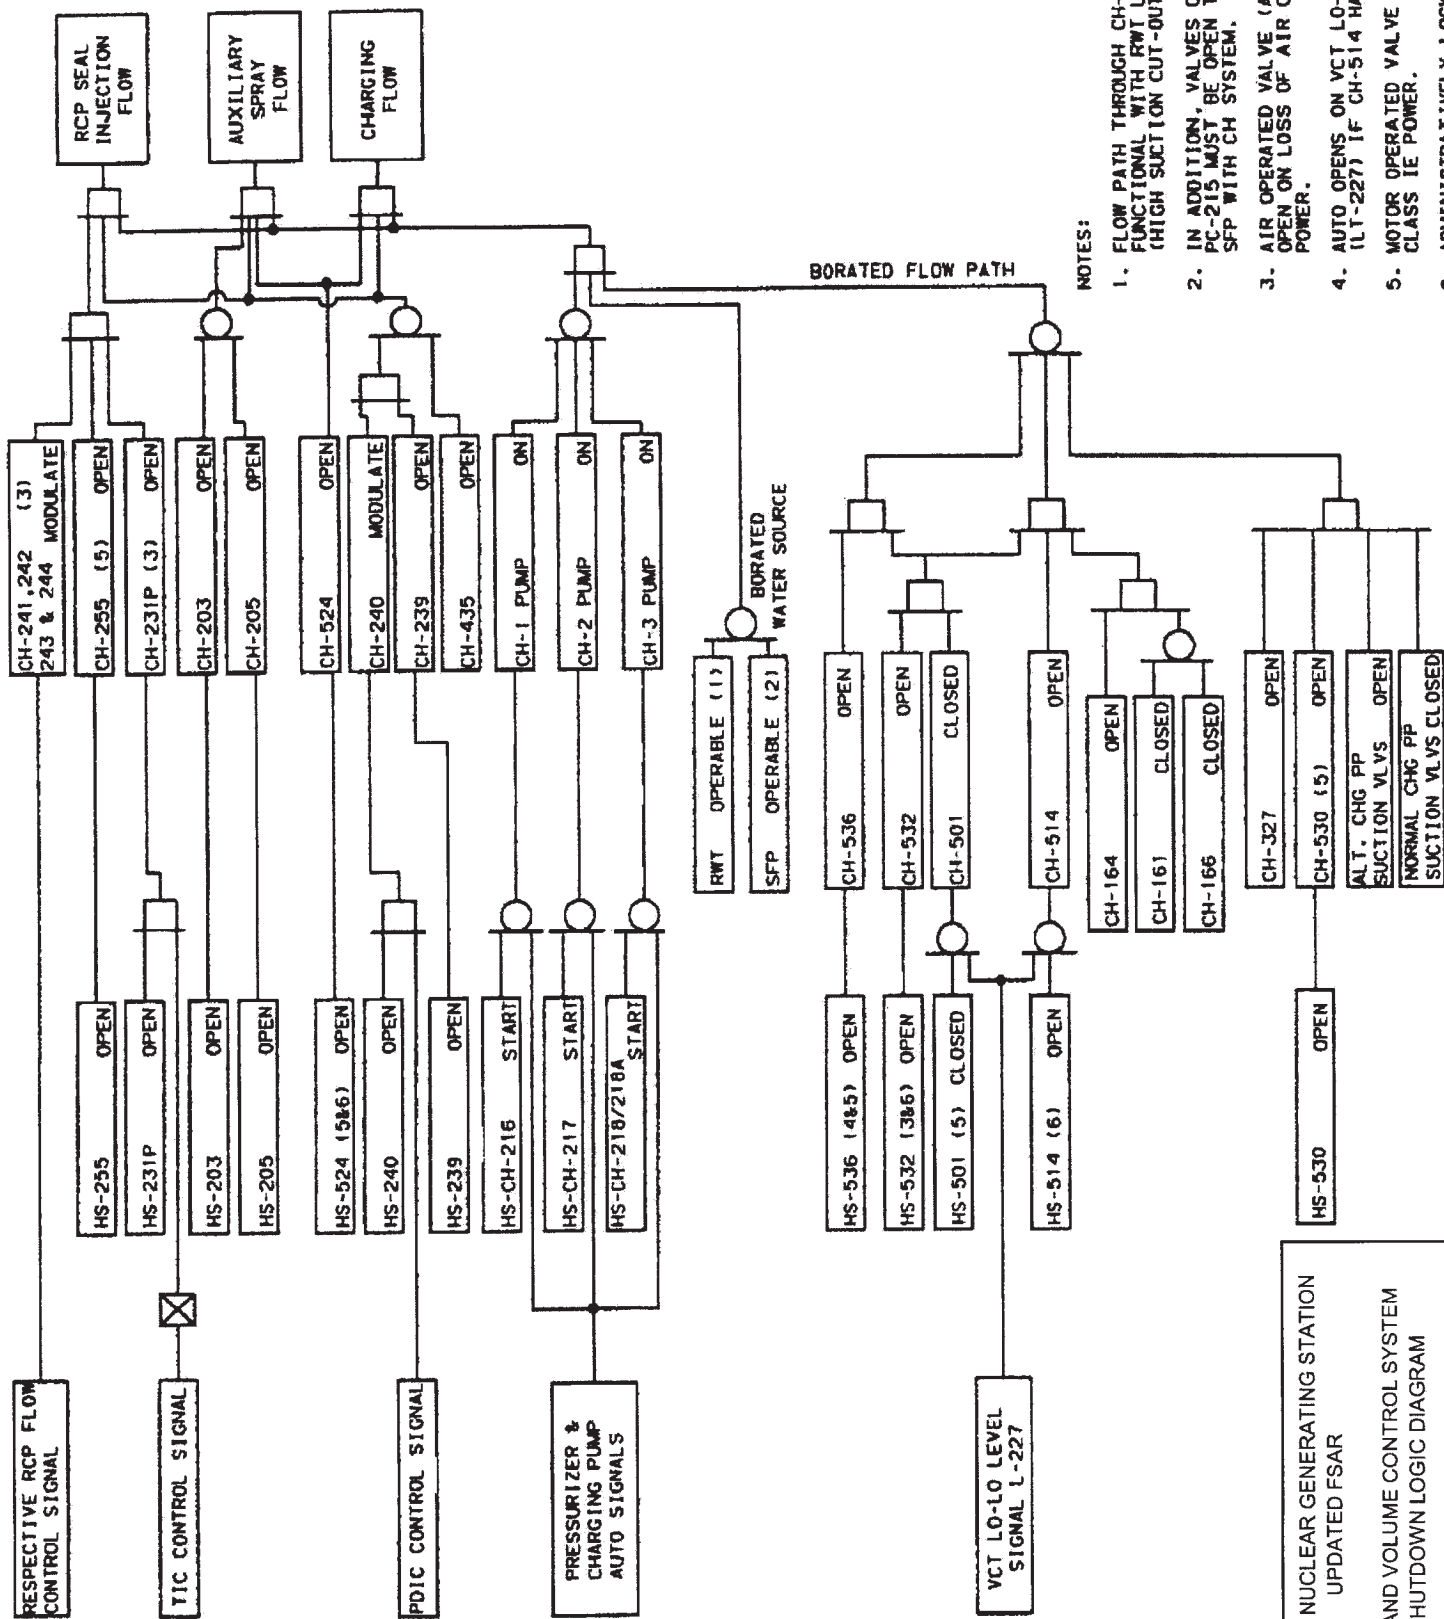 RCP SEAL
INJECTION
FLOW
AUXILIARY
SPRAY
FLOW
CHARGING
FLOW
CH-241,242 (3)
243 & 244 MODULATE
CH-255 (5) OPEN
CH-231P (3) OPEN
CH-203 OPEN
CH-205 OPEN
CH-524 OPEN
CH-240 MODULATE
CH-239 OPEN
CH-435 OPEN
CH-1 PUMP ON
CH-2 PUMP ON
CH-3 PUMP ON
BORATED FLOW PATH
BORATED
WATER SOURCE
RWT OPERABLE (1)
SFP OPERABLE (2)
CH-536 OPEN
CH-532 OPEN
CH-501 CLOSED
CH-514 OPEN
CH-164 OPEN
CH-161 CLOSED
CH-166 CLOSED
CH-327 OPEN
CH-530 (5) OPEN
ALT. CHG PP
SUCTION VLVS OPEN
NORMAL CHG PP
SUCTION VLVS CLOSED
HS-255 OPEN
HS-231P OPEN
HS-203 OPEN
HS-205 OPEN
HS-524 (5&6) OPEN
HS-240 OPEN
HS-239 OPEN
HS-CH-216 START
HS-CH-217 START
HS-CH-218/218A
START
HS-536 (4&5) OPEN
HS-532 (3&6) OPEN
HS-501 (5) CLOSED
HS-514 (6) OPEN
HS-530 OPEN
RESPECTIVE RCP FLOW
CONTROL SIGNAL
TIC CONTROL SIGNAL
PDIC CONTROL SIGNAL
PRESSURIZER &
CHARGING PUMP
AUTO SIGNALS
VCT LO-LO LEVEL
SIGNAL L-227
NOTES:
1. FLOW PATH THROUGH CH-
FUNCTIONAL WITH RWT L
(HIGH SUCTION CUT-OUT
2. IN ADDITION, VALVES
PC-215 MUST BE OPEN
SFP WITH CH SYSTEM.
3. AIR OPERATED VALVE (A
OPEN ON LOSS OF AIR
POWER.
4. AUTO OPENS ON VCT LO-
(LT-227) IF CH-514 HA
5. MOTOR OPERATED VALVE
CLASS IE POWER.
NUCLEAR GENERATING STATION
UPDATED FSAR
AND VOLUME CONTROL SYSTEM
HUTDOWN LOGIC DIAGRAM